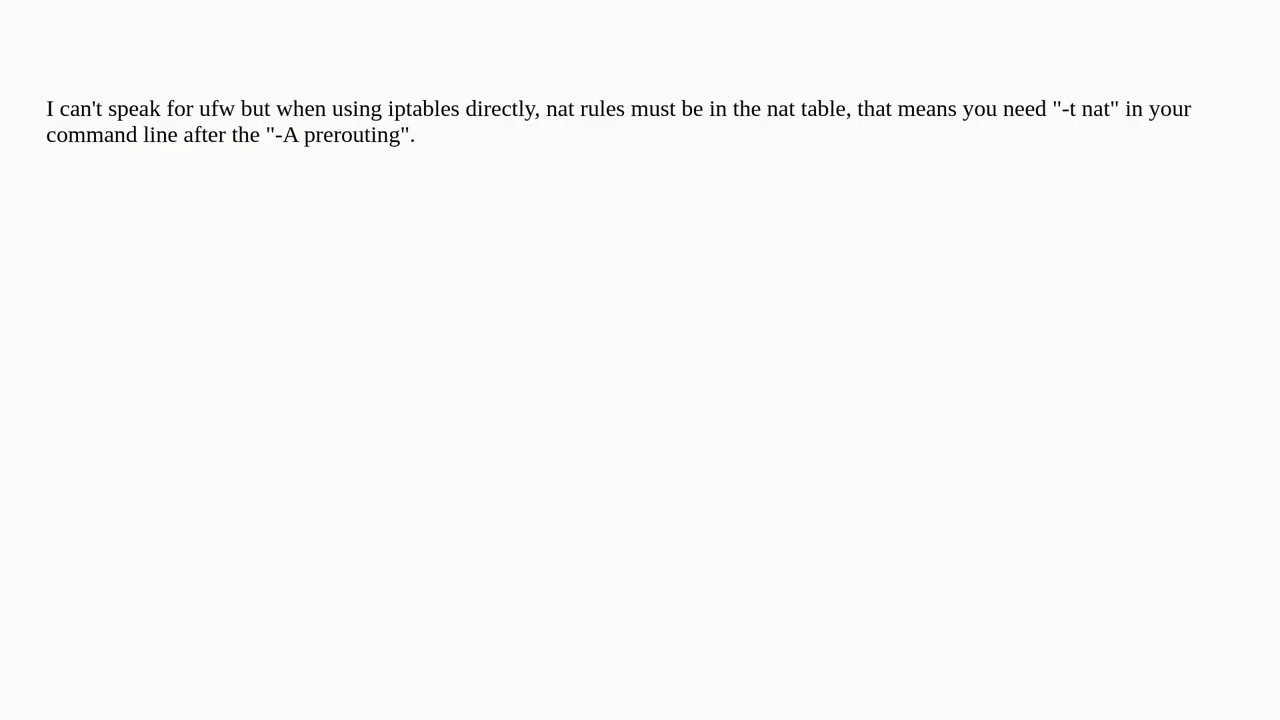 I can't speak for ufw but when using iptables directly, nat rules must be in the nat table, that means you need "-t nat" in your
command line after the "-A prerouting".